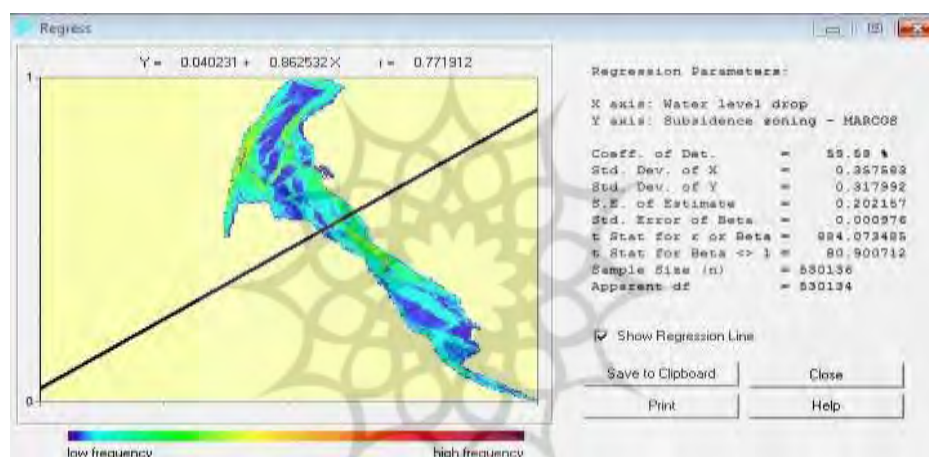 Regress
Y = 0.040231 + 0.862532 X r = 0.771912
1
0
low frequency high frequency
Regression Parameters:
X axis: Water level drop
Y axis: Subsidence zoning - MARCOS
Coeff. of Det. = 59.58 %
Std. Dev. of X =
Std. Dev. of Y = 0.317992
S.E. of Estimate = 0.202157
Std. Error of Beta = 0.000976
t Stat for r or Beta = 884.073485
t Stat for Beta <> 1 = 80.900712
Sample Size (n) = 530136
Apparent df = 530134
Show Regression Line
Save to Clipboard Close
Print Help